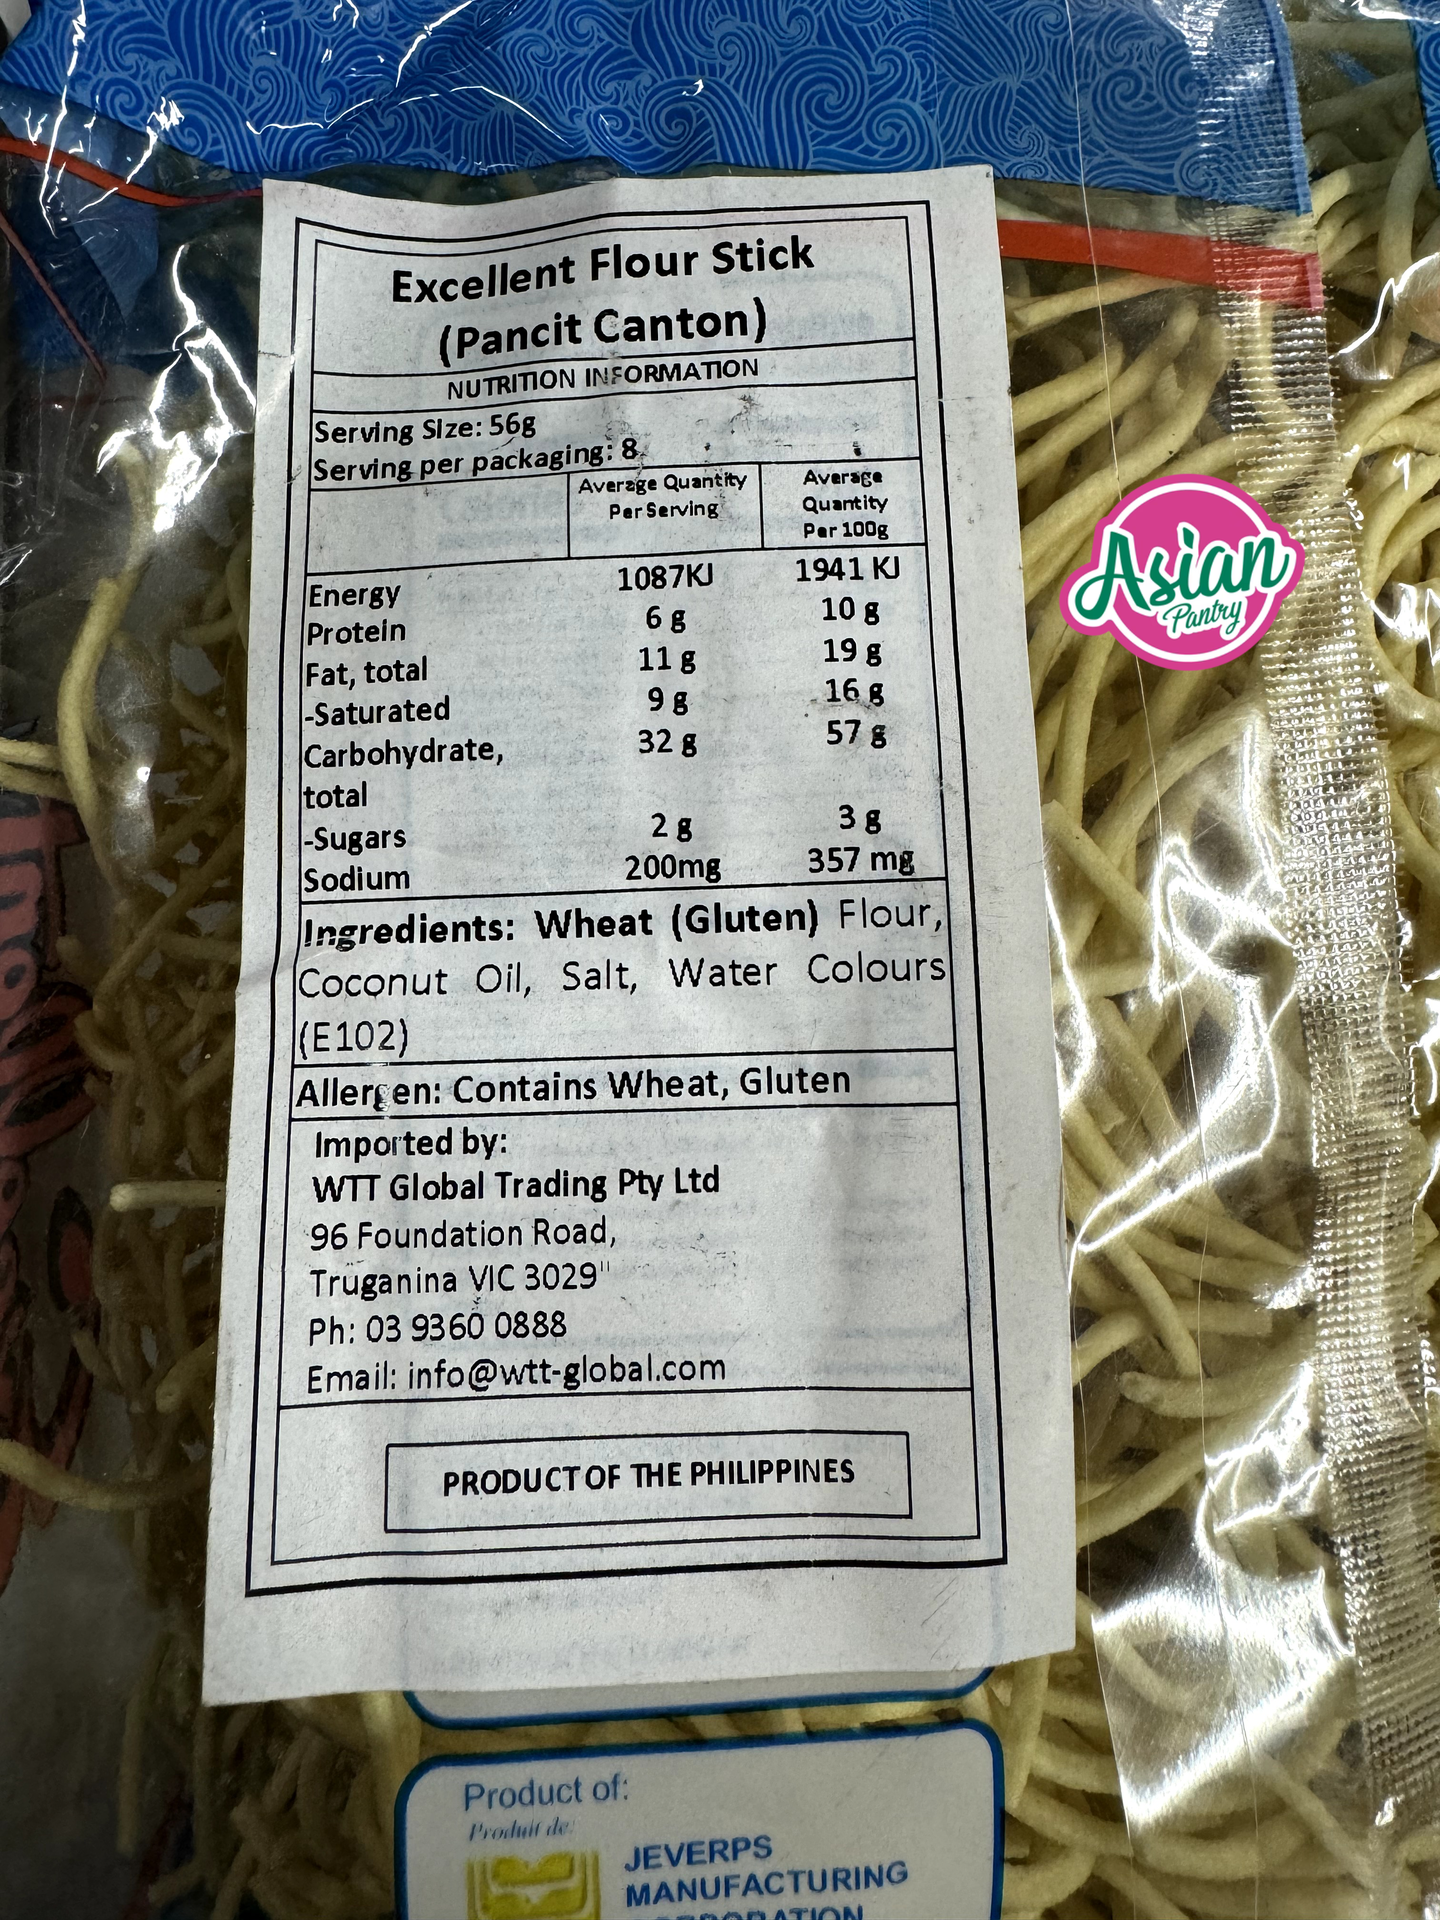 Excellent Flour Stick
(Pancit Canton)
NUTRITION INFORMATION
Serving Size: 56g
Serving per packaging: 8
Average Quantity Per Serving
Average Quantity Per 100g
Energy 1087KJ 1941 KJ
Protein 6 g 10 g
Fat, total 11 g 19 g
-Saturated 9 g 16 g
Carbohydrate, total 32 g 57 g
-Sugars 2 g 3 g
Sodium 200mg 357 mg
Ingredients: Wheat (Gluten) Flour,
Coconut Oil, Salt, Water Colours
(E102)
Allergen: Contains Wheat, Gluten
Imported by:
WTT Global Trading Pty Ltd
96 Foundation Road,
Truganina VIC 3029"
Ph: 03 9360 0888
Email: info@wtt-global.com
PRODUCT OF THE PHILIPPINES
Asian
Pantry
Product of:
Produit de:
JEVERPS
MANUFACTURING
CORPORATION